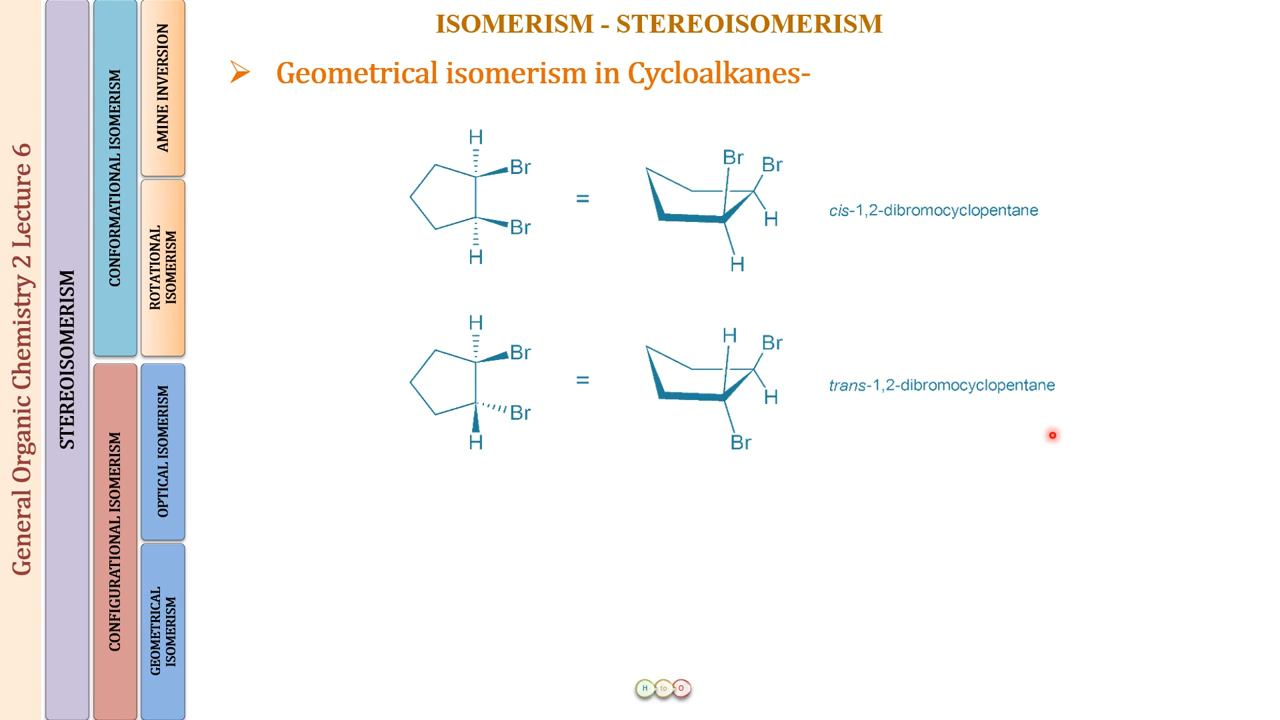 ISOMERISM - STEREOISOMERISM
General Organic Chemistry 2 Lecture 6
STEREOISOMERISM
CONFORMATIONAL ISOMERISM
CONFIGURATIONAL ISOMERISM
AMINE INVERSION
ROTATIONAL
ISOMERISM
OPTICAL ISOMERISM
GEOMETRICAL
ISOMERISM
Geometrical isomerism in Cycloalkanes-
H
Br
Br
H
=
Br
Br
H
H
cis-1,2-dibromocyclopentane
H
Br
Br
H
=
H
Br
H
Br
trans-1,2-dibromocyclopentane
H to O